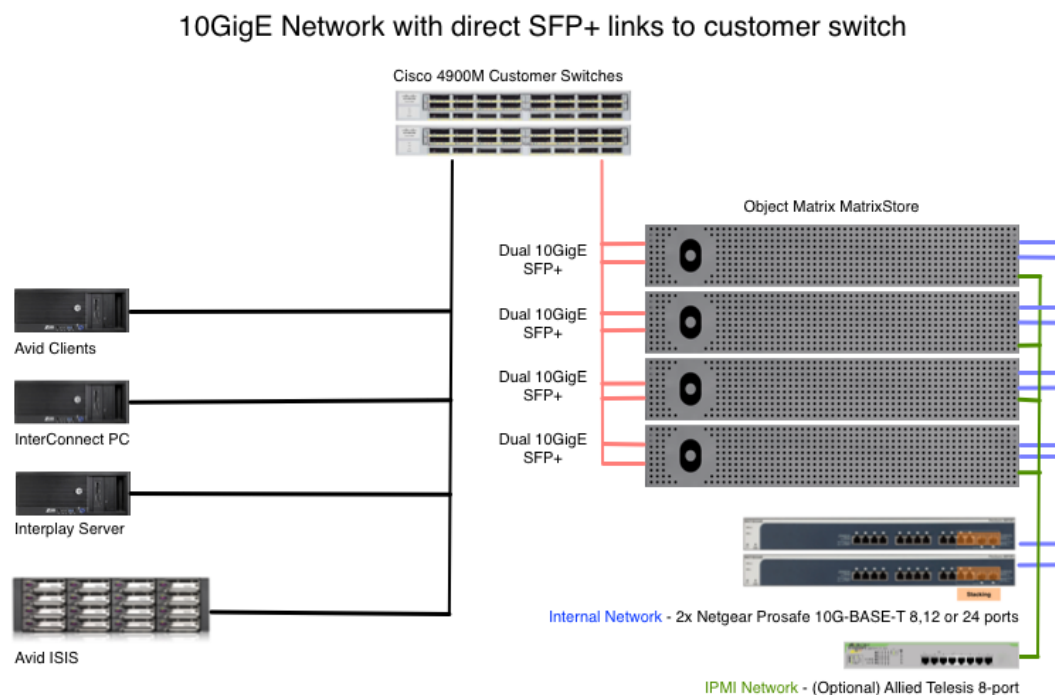 10GigE Network with direct SFP+ links to customer switch
Cisco 4900M Customer Switches
Object Matrix MatrixStore
Dual 10GigE
SFP+
Dual 10GigE
SFP+
Dual 10GigE
SFP+
Dual 10GigE
SFP+
Avid Clients
InterConnect PC
Interplay Server
Avid ISIS
Stacking
Internal Network - 2x Netgear Prosafe 10G-BASE-T 8,12 or 24 ports
IPMI Network - (Optional) Allied Telesis 8-port